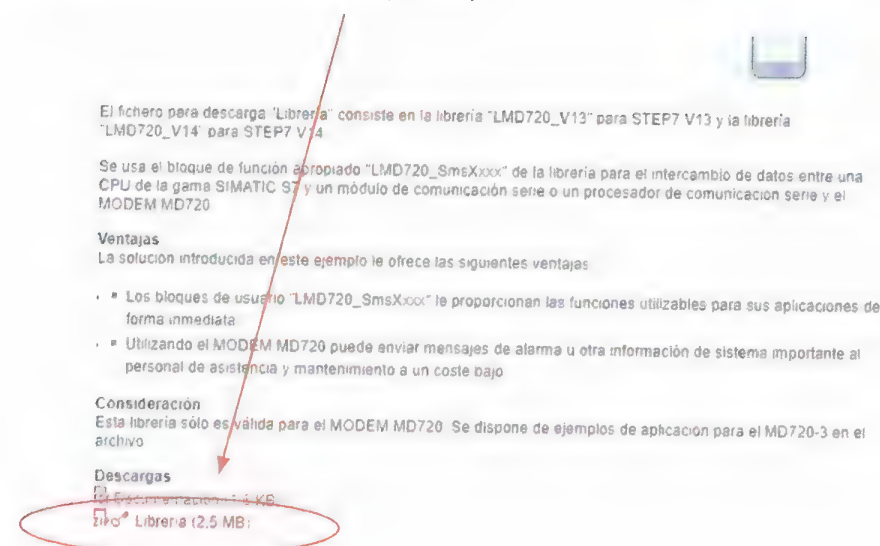 El fichero para descarga "Librería" consiste en la librería "LMD720_V13" para STEP7 V13 y la librería
"LMD720_V14" para STEP7 V14
Se usa el bloque de función apropiado "LMD720_SmsXxxx" de la librería para el intercambio de datos entre una
CPU de la gama SIMATIC S7 y un módulo de comunicación serie o un procesador de comunicación serie y el
MODEM MD720
Ventajas
La solución introducida en este ejemplo le ofrece las siguientes ventajas
Los bloques de usuario "LMD720_SmsXxxx" le proporcionan las funciones utilizables para sus aplicaciones de
forma inmediata
Utilizando el MODEM MD720 puede enviar mensajes de alarma u otra información de sistema importante al
personal de asistencia y mantenimiento a un coste bajo
Consideración
Esta librería sólo es válida para el MODEM MD720 Se dispone de ejemplos de aplicación para el MD720-3 en el
archivo
Descargas
KB
Librería (2,5 MB)